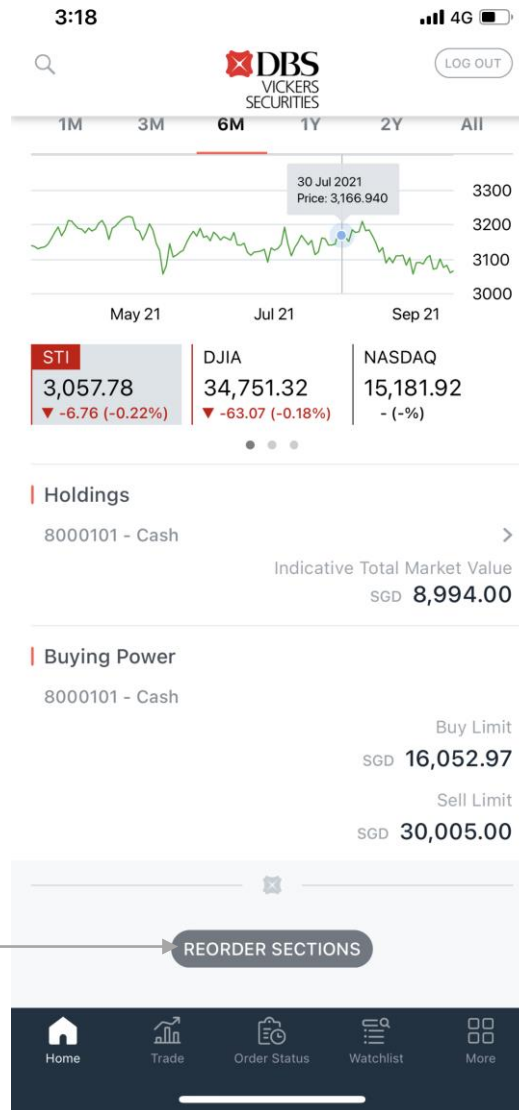 3:18
4G
DBS
VICKERS
SECURITIES
LOG OUT
1M 3M 6M 1Y 2Y All
30 Jul 2021
Price: 3,166.940
3300
3200
3100
3000
May 21 Jul 21 Sep 21
STI DJIA NASDAQ
3,057.78 34,751.32 15,181.92
▼ -6.76 (-0.22%) ▼ -63.07 (-0.18%) - (-%)
Holdings
8000101 - Cash >
Indicative Total Market Value
SGD 8,994.00
Buying Power
8000101 - Cash
Buy Limit
SGD 16,052.97
Sell Limit
SGD 30,005.00
REORDER SECTIONS
Home Trade Order Status Watchlist More